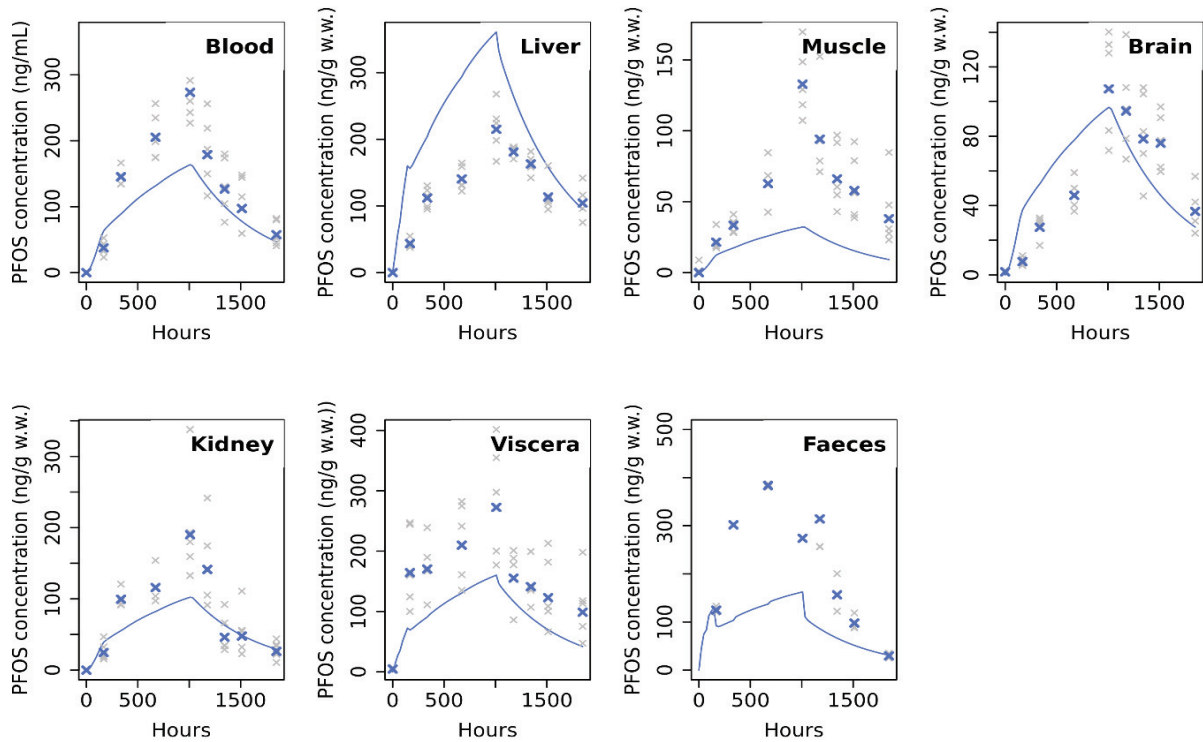 Blood
PFOS concentration (ng/mL)
0
100
200
300
0
500
1500
Hours
Liver
PFOS concentration (ng/g w.w.)
0
100
200
300
0
500
1500
Hours
Muscle
PFOS concentration (ng/g w.w.)
0
50
100
150
0
500
1500
Hours
Brain
PFOS concentration (ng/g w.w.)
0
40
80
120
0
500
1500
Hours
Kidney
PFOS concentration (ng/g w.w.)
0
100
200
300
0
500
1500
Hours
Viscera
PFOS concentration (ng/g w.w.))
0
100
200
300
400
0
500
1500
Hours
Faeces
PFOS concentration (ng/g w.w.)
0
100
300
500
0
500
1500
Hours